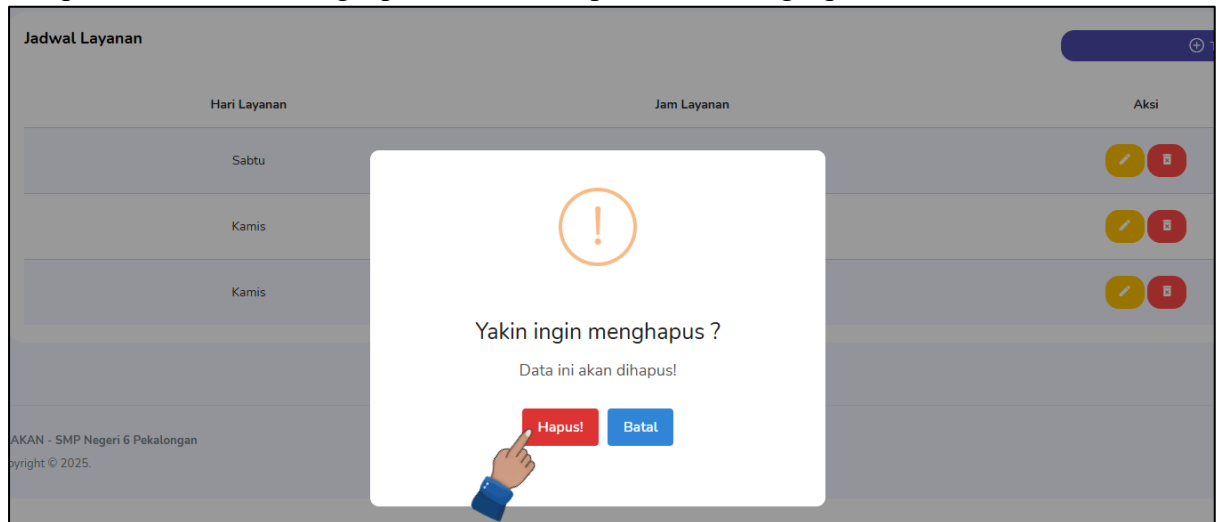 Jadwal Layanan
Hari Layanan Jam Layanan Aksi
Sabtu
Kamis
Kamis
Yakin ingin menghapus ?
Data ini akan dihapus!
Hapus! Batal
AKAN - SMP Negeri 6 Pekalongan
pyright © 2025.